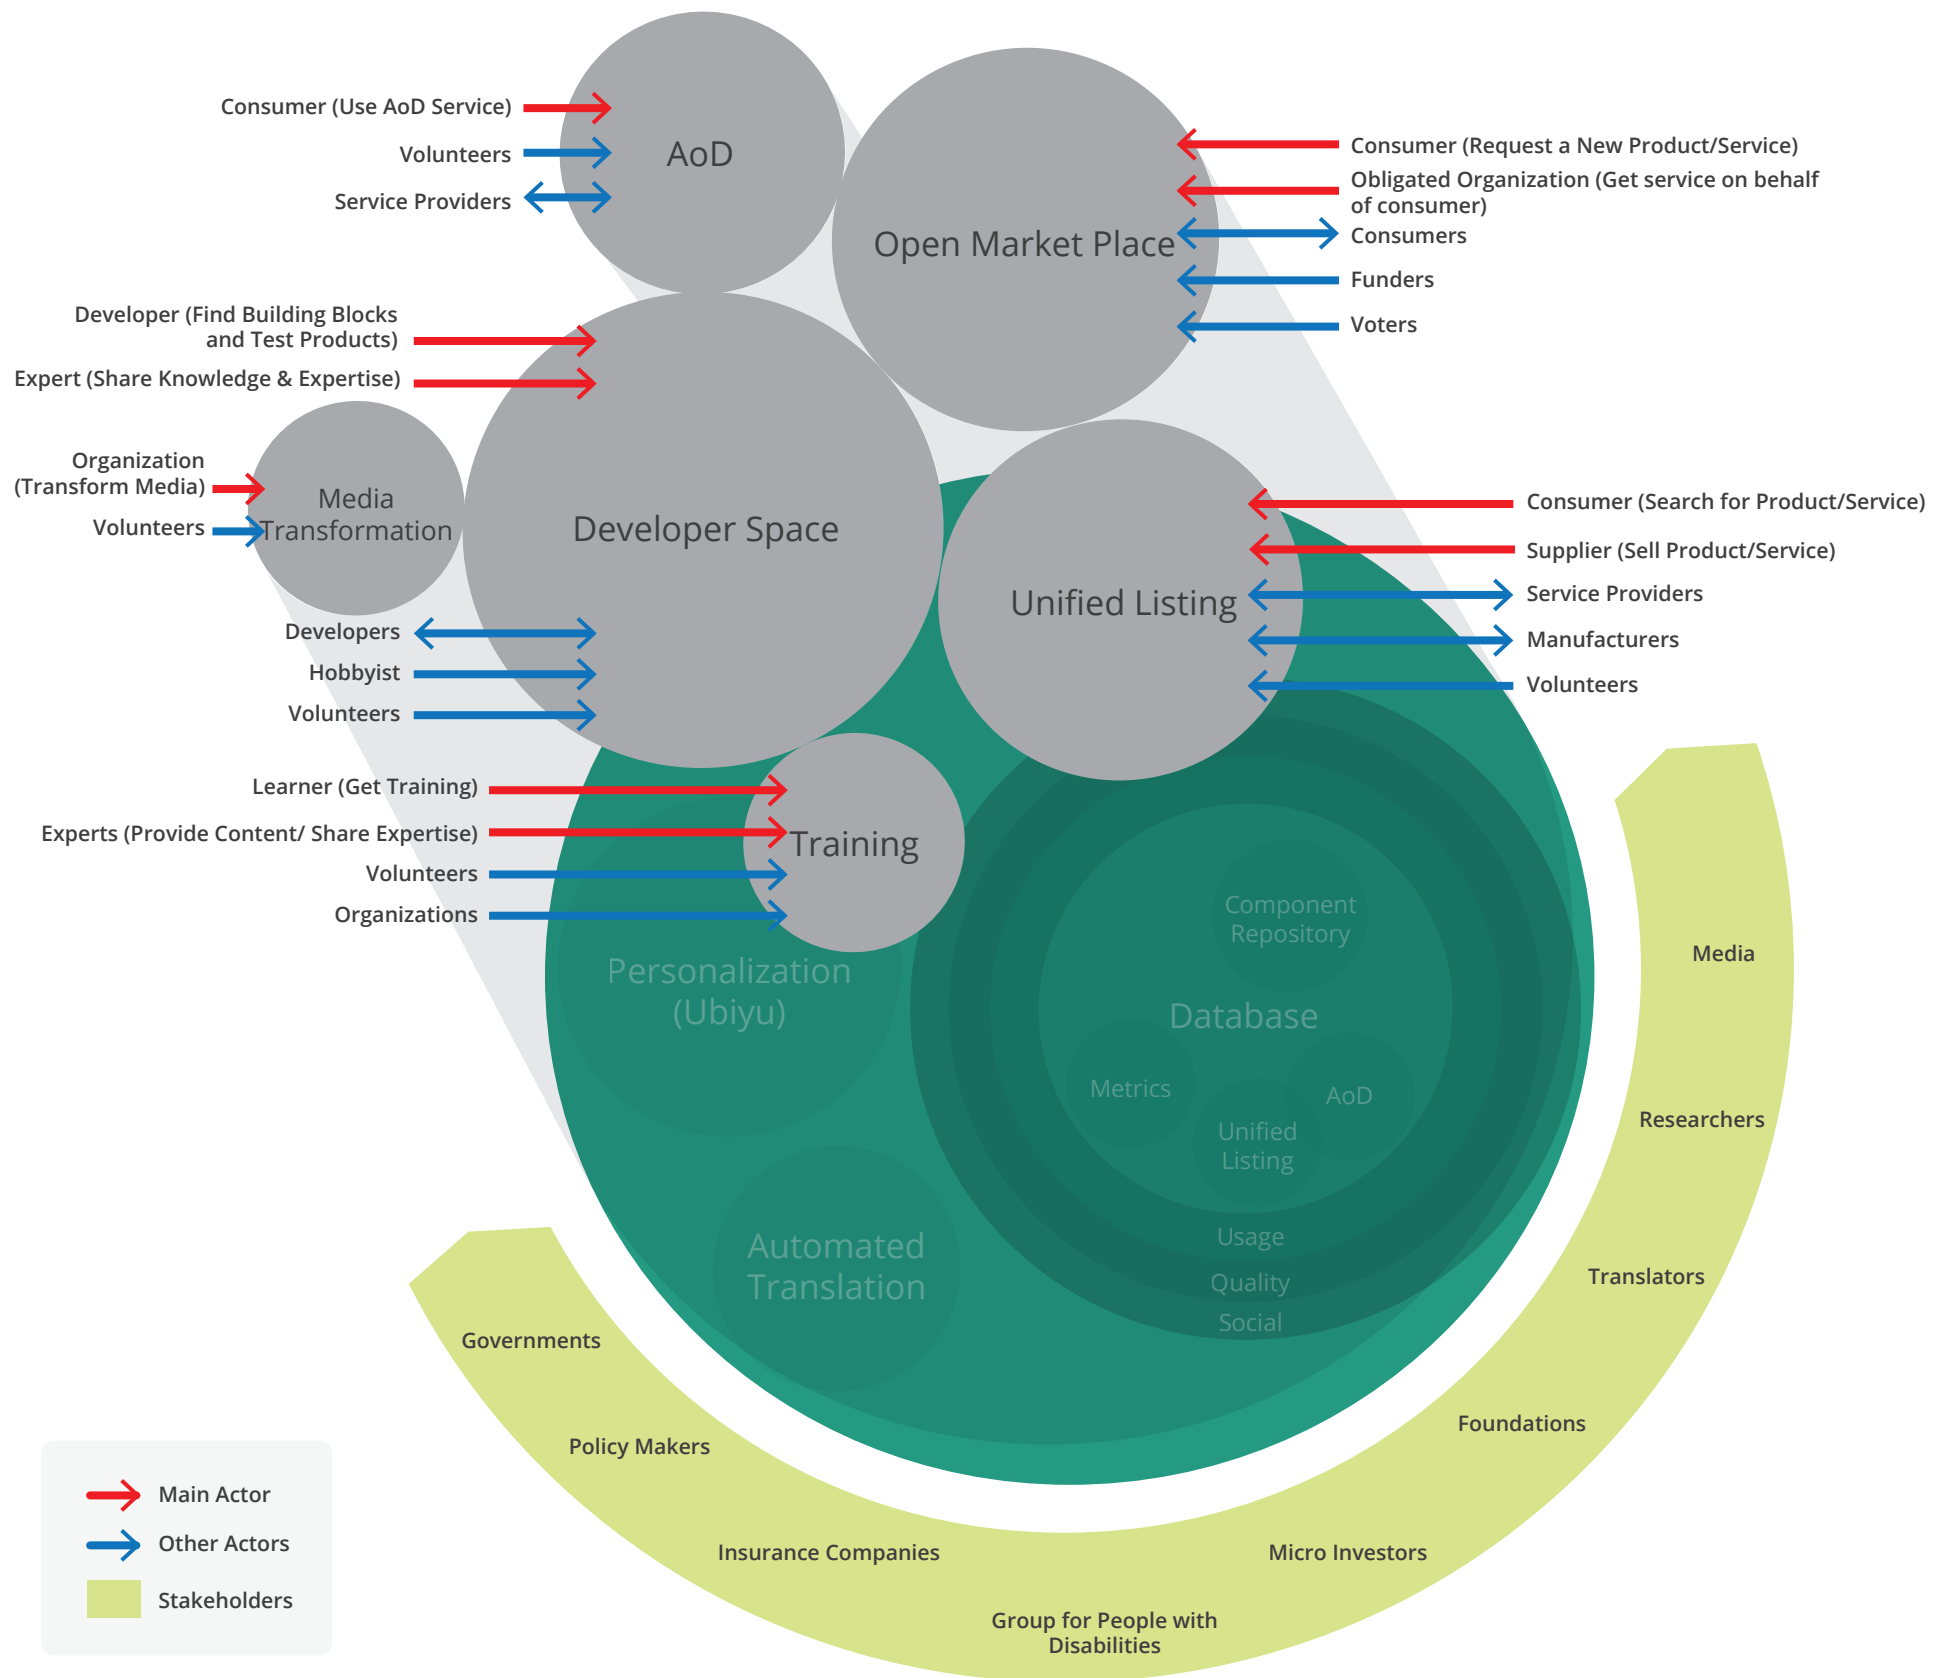 Consumer (Use AoD Service)
Volunteers
Service Providers
AoD
Open Market Place
Consumer (Request a New Product/Service)
Obligated Organization (Get service on behalf
of consumer)
Consumers
Funders
Voters
Developer (Find Building Blocks
and Test Products)
Expert (Share Knowledge & Expertise)
Organization
(Transform Media)
Volunteers
Media
Transformation
Developer Space
Developers
Hobbyist
Volunteers
Unified Listing
Consumer (Search for Product/Service)
Supplier (Sell Product/Service)
Service Providers
Manufacturers
Volunteers
Learner (Get Training)
Experts (Provide Content/ Share Expertise)
Volunteers
Organizations
Training
Personalization
(Ubiyu)
Automated
Translation
Component
Repository
Database
Metrics
AoD
Unified
Listing
Usage
Quality
Social
Media
Researchers
Translators
Foundations
Micro Investors
Group for People with
Disabilities
Insurance Companies
Policy Makers
Governments
Main Actor
Other Actors
Stakeholders